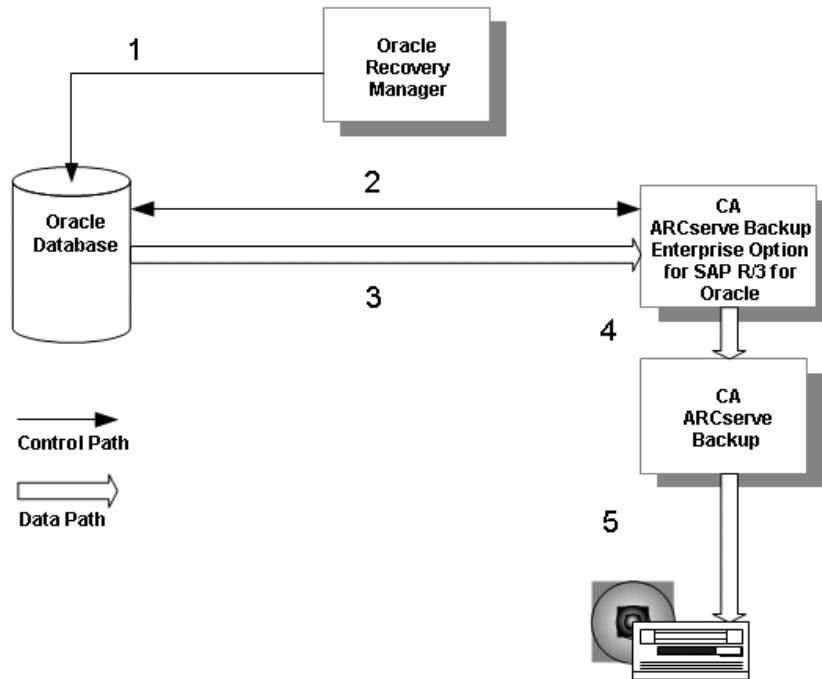 1
Oracle
Recovery
Manager
2
Oracle
Database
CA
ARCserve Backup
Enterprise Option
for SAP R/3 for
Oracle
3
4
CA
ARCserve
Backup
Control Path
Data Path
5